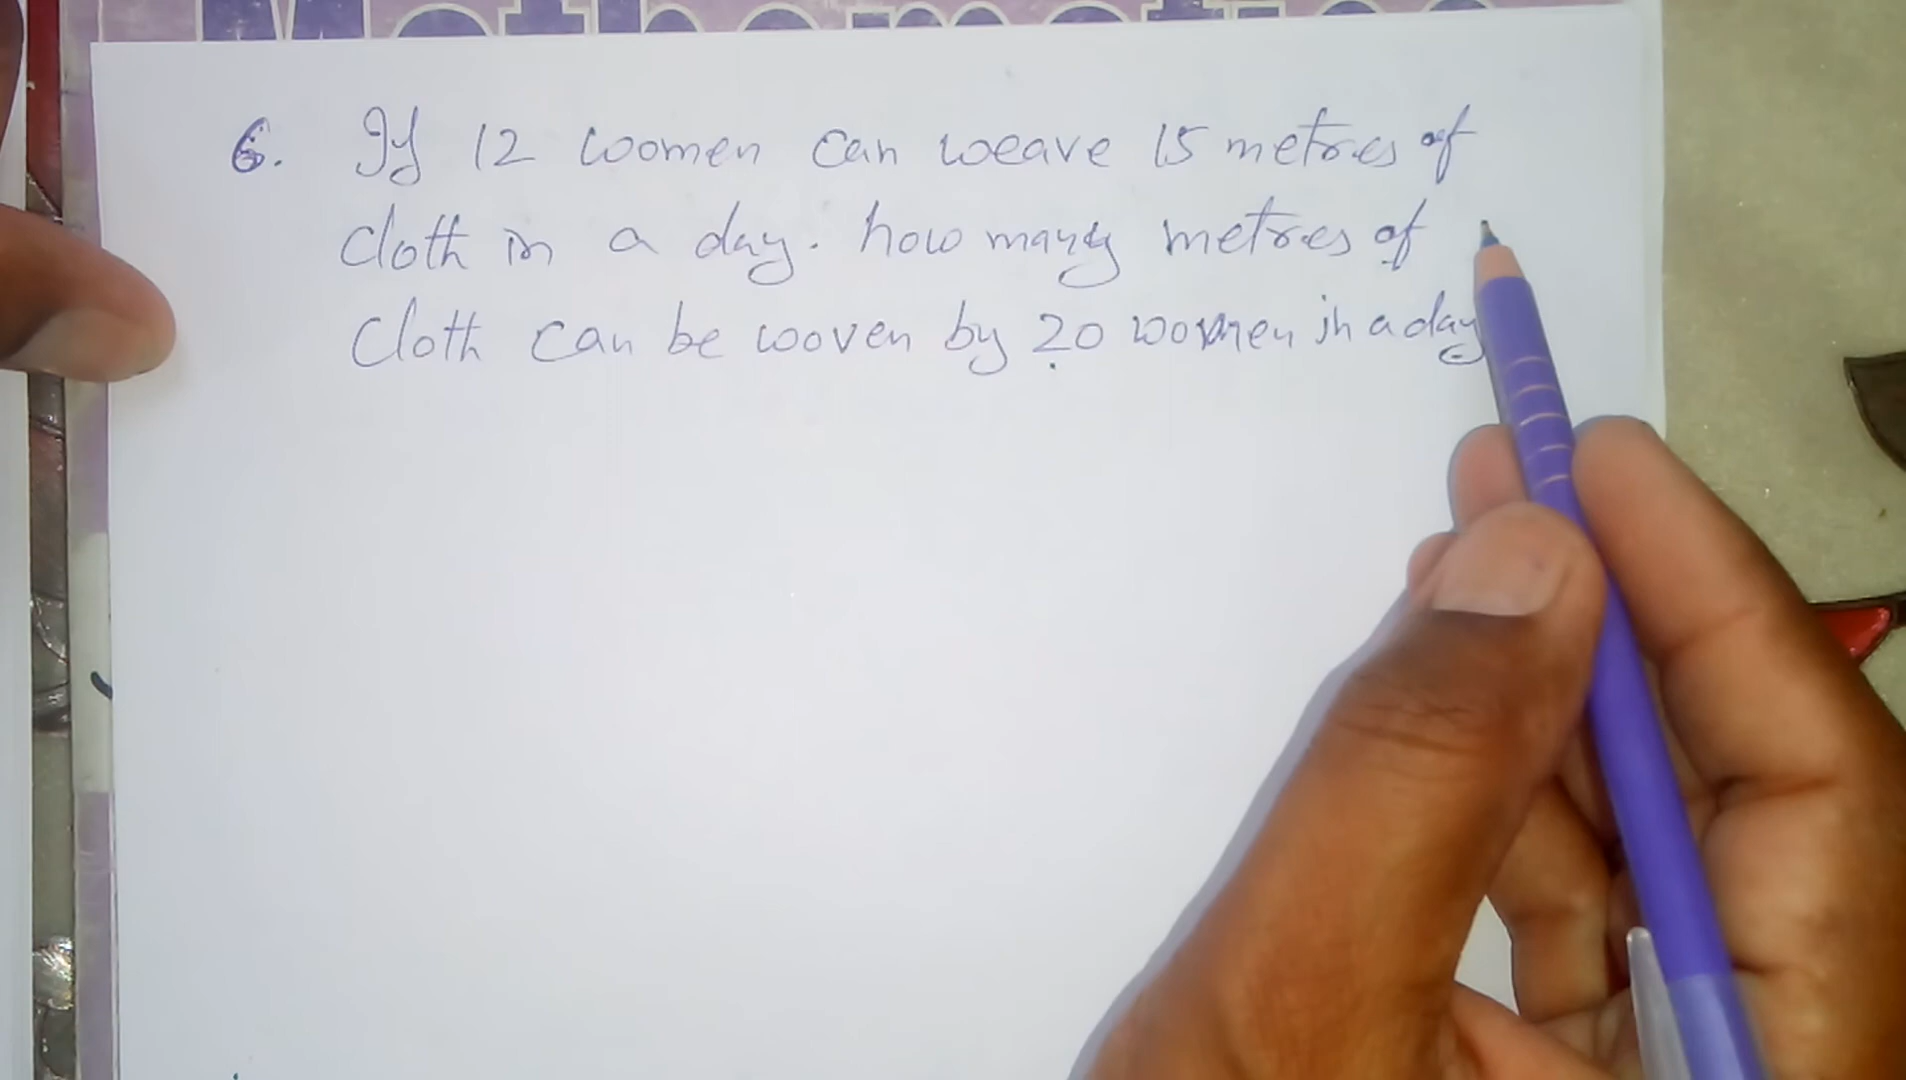 Mathematics
6. If 12 women can weave 15 metres of
cloth in a day. how many metres of
cloth can be woven by 20 women in a day